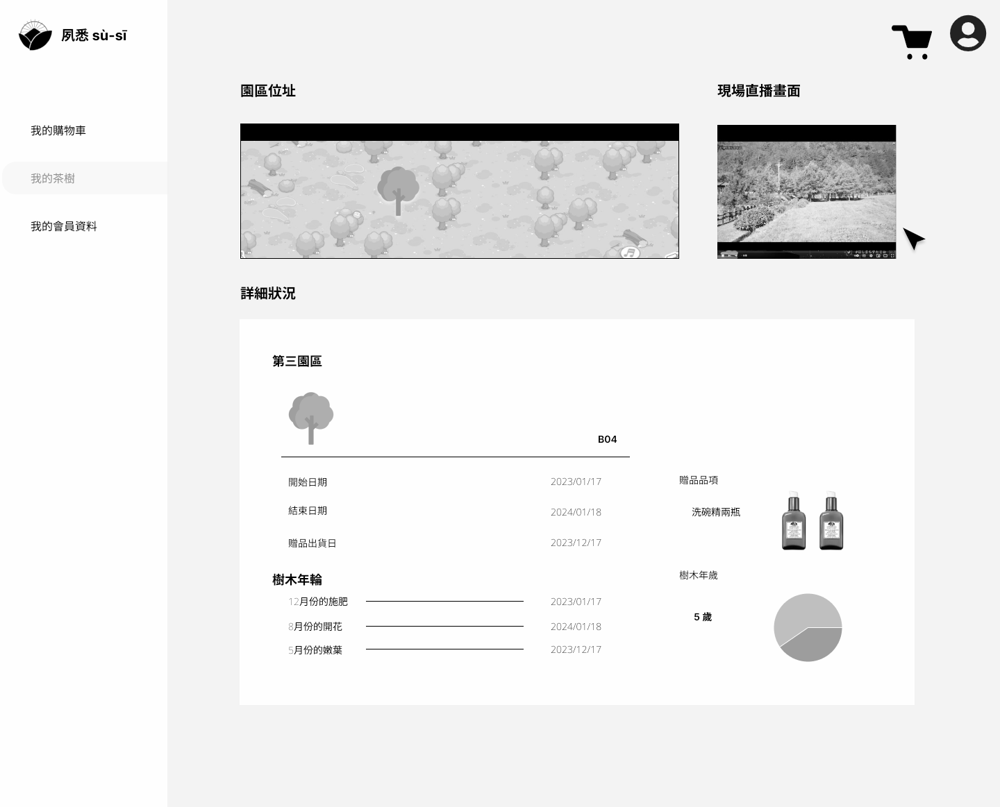 夙悉 sù-sī
我的購物車
我的茶樹
我的會員資料
園區位址
現場直播畫面
詳細狀況
第三園區
B04
開始日期 2023/01/17
結束日期 2024/01/18
贈品出貨日 2023/12/17
樹木年輪
12月份的施肥 2023/01/17
8月份的開花 2024/01/18
5月份的嫩葉 2023/12/17
贈品品項
洗碗精兩瓶
樹木年歲
5 歲